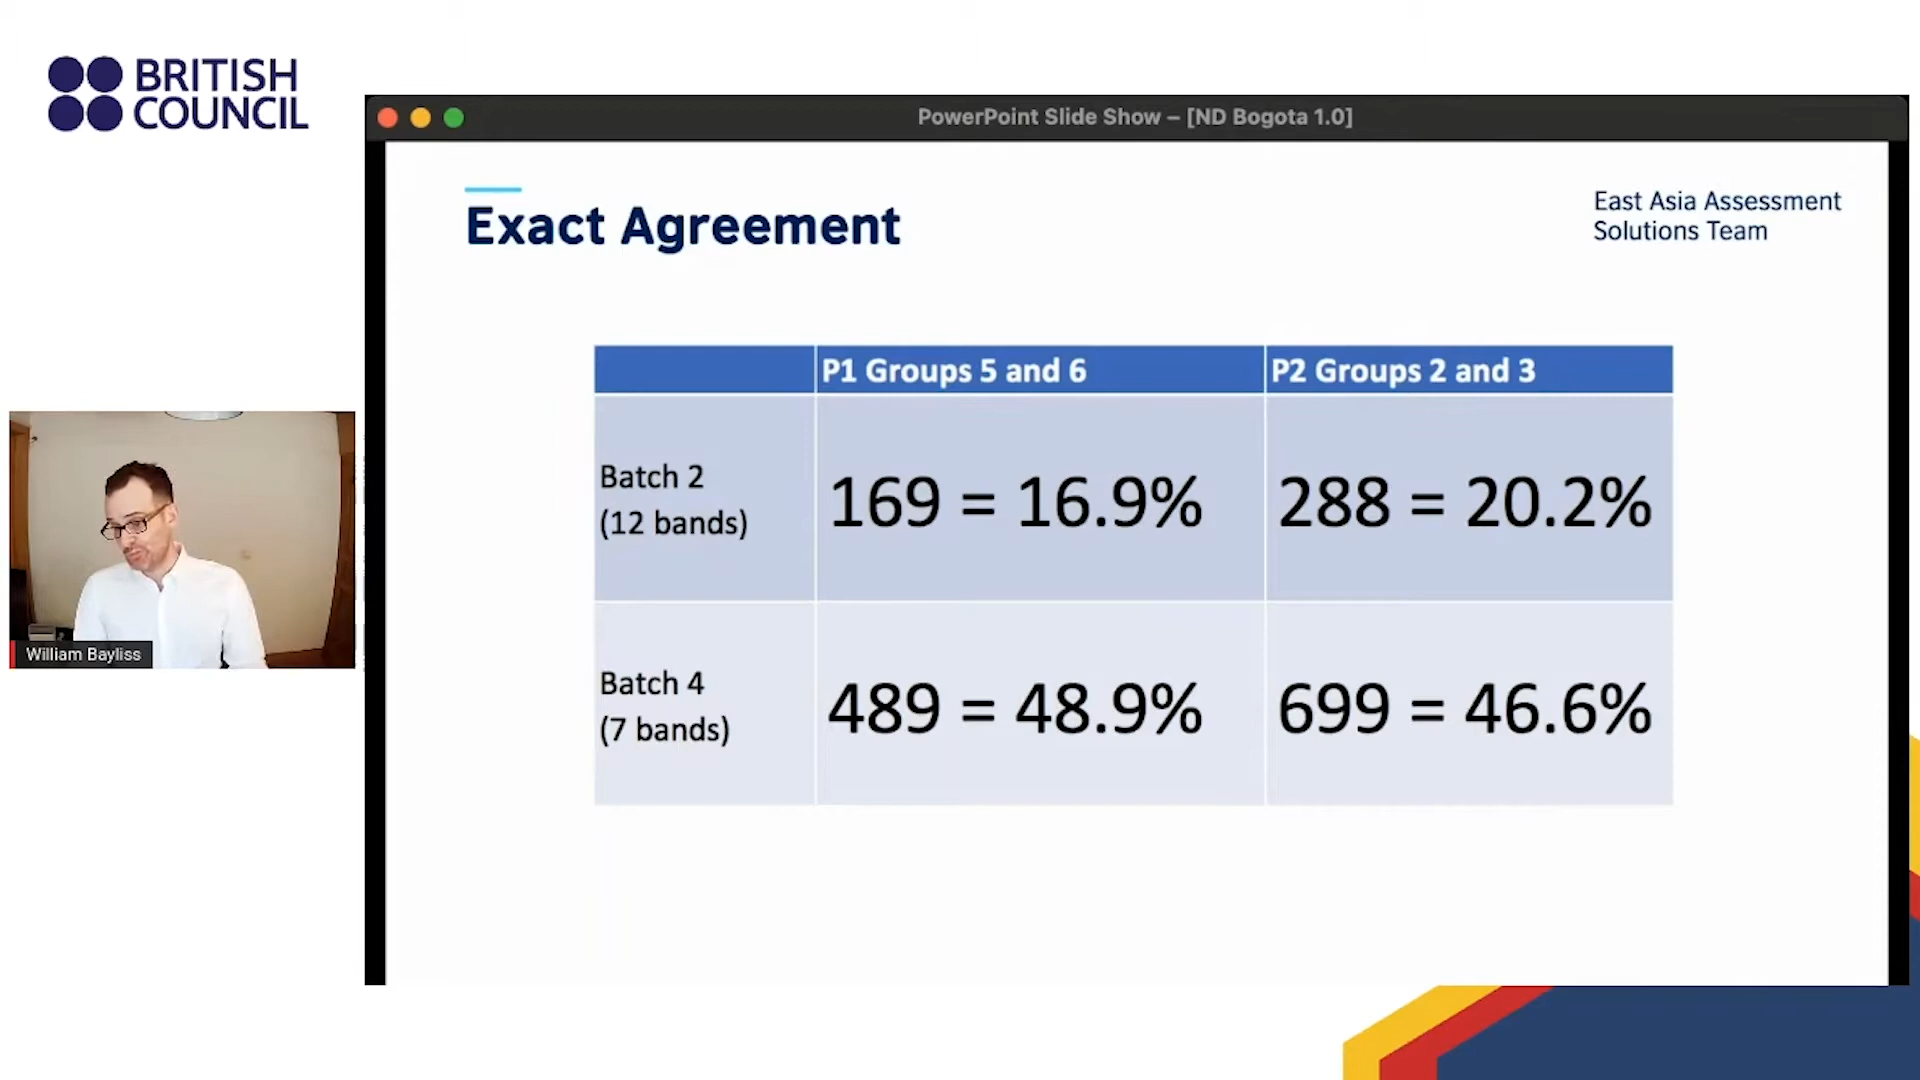 BRITISH
COUNCIL
PowerPoint Slide Show – [ND Bogota 1.0]
Exact Agreement
East Asia Assessment
Solutions Team
P1 Groups 5 and 6
P2 Groups 2 and 3
Batch 2
(12 bands)
169 = 16.9%
288 = 20.2%
Batch 4
(7 bands)
489 = 48.9%
699 = 46.6%
William Bayliss